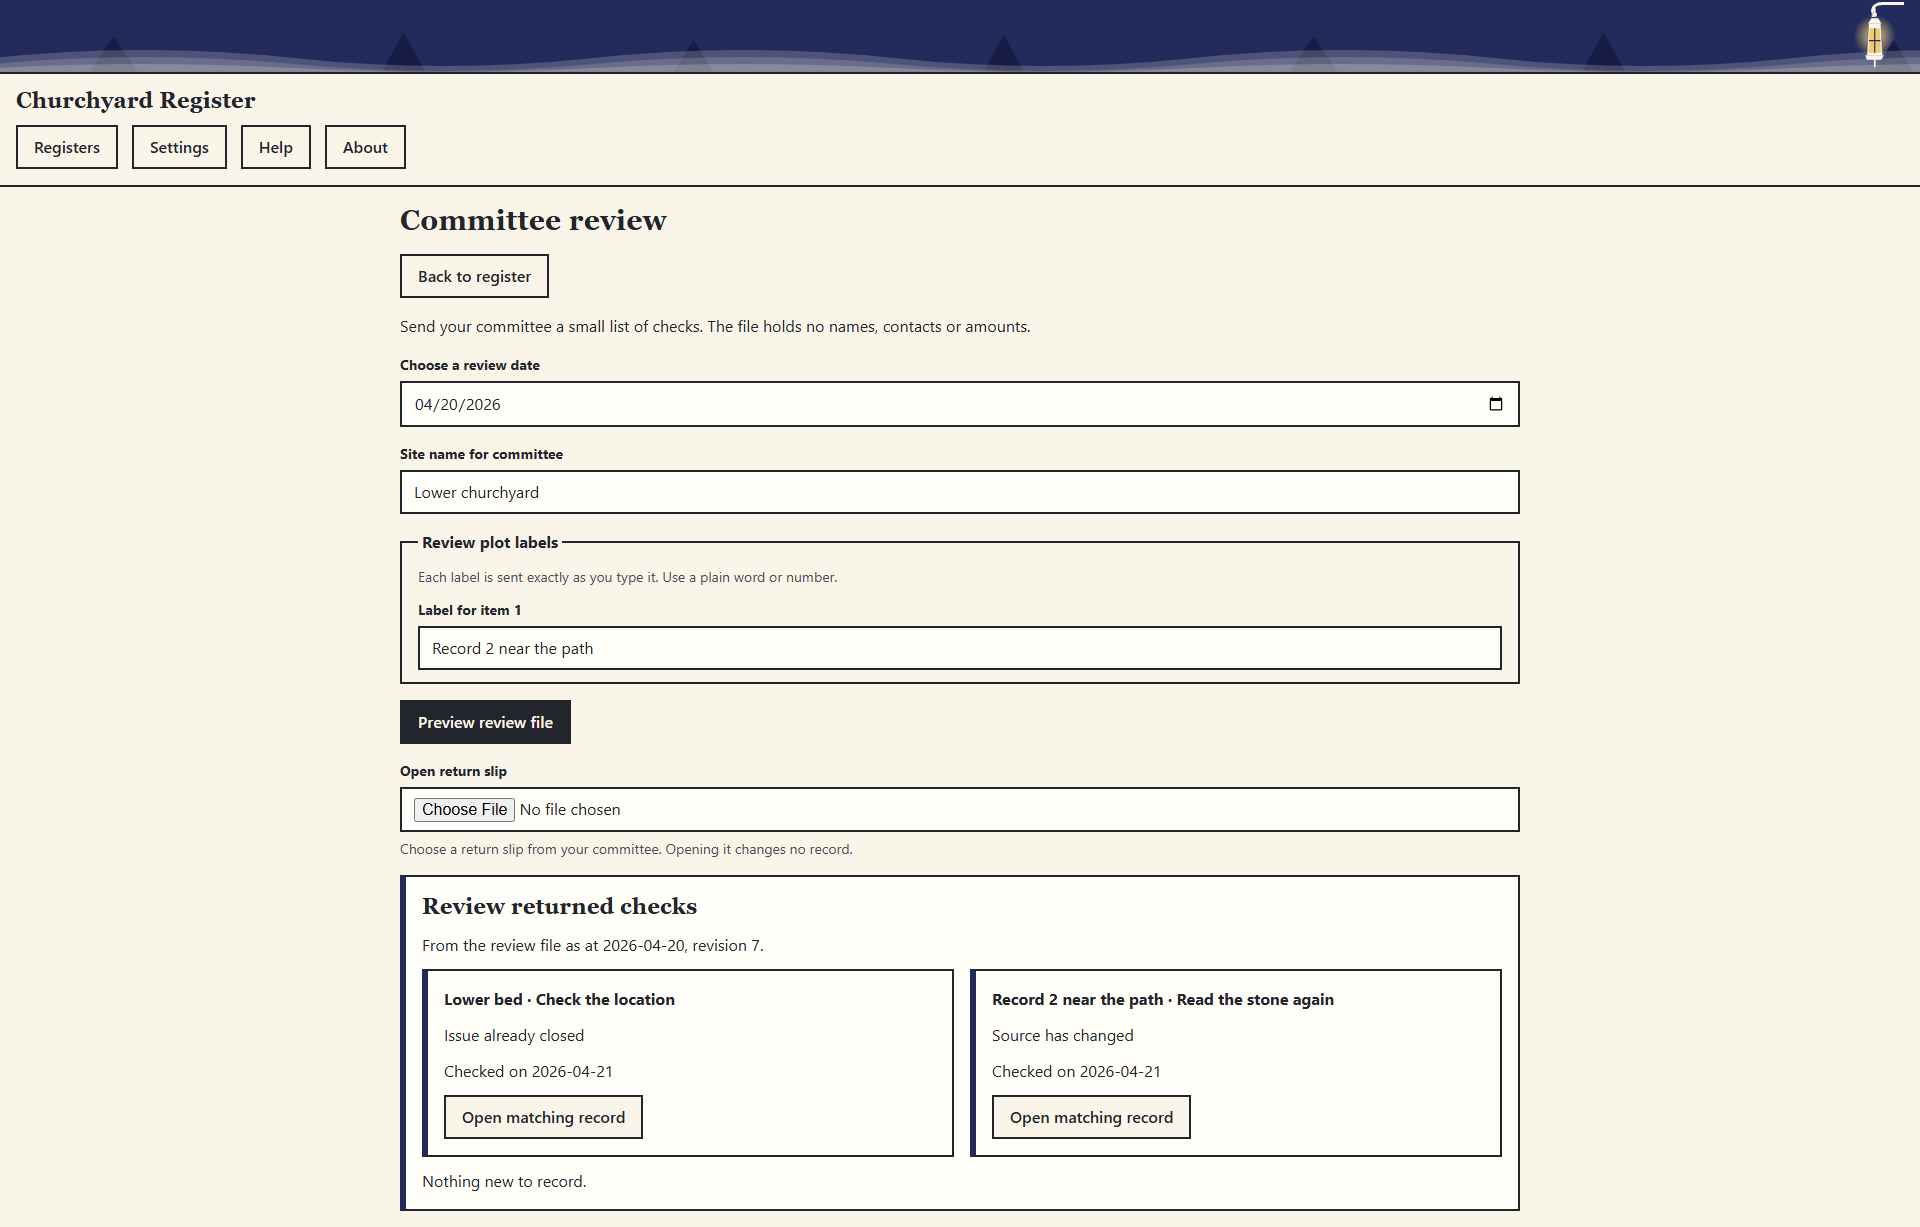 Churchyard Register
Registers
Settings
Help
About
Committee review
Back to register
Send your committee a small list of checks. The file holds no names, contacts or amounts.
Choose a review date
04/20/2026
Site name for committee
Lower churchyard
Review plot labels
Each label is sent exactly as you type it. Use a plain word or number.
Label for item 1
Record 2 near the path
Preview review file
Open return slip
Choose File No file chosen
Choose a return slip from your committee. Opening it changes no record.
Review returned checks
From the review file as at 2026-04-20, revision 7.
Lower bed · Check the location
Issue already closed
Checked on 2026-04-21
Open matching record
Record 2 near the path · Read the stone again
Source has changed
Checked on 2026-04-21
Open matching record
Nothing new to record.